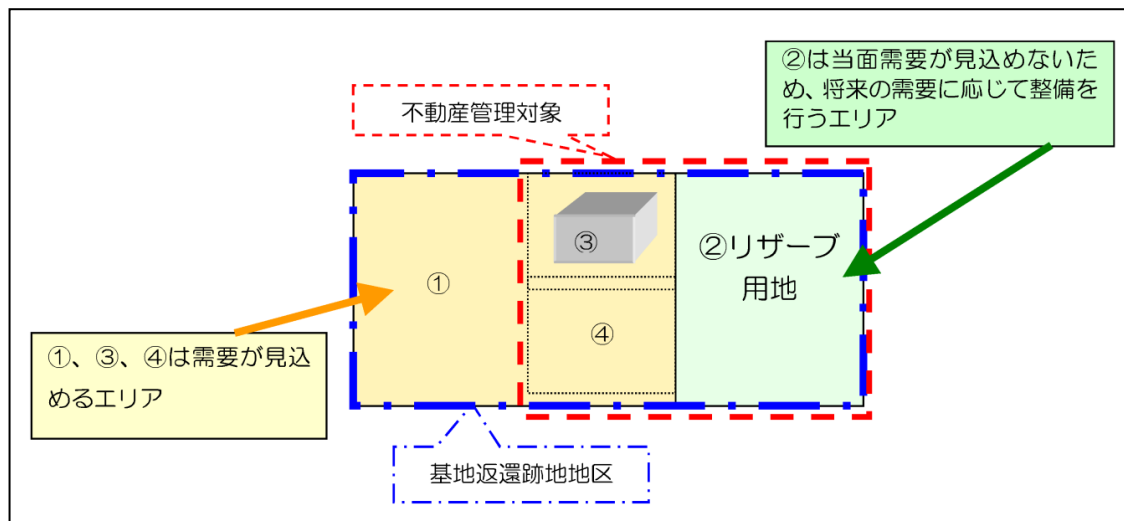 ②は当面需要が見込めないた
め、将来の需要に応じて整備を
行うエリア
不動産管理対象
③
②リザーブ
用地
①
④
①、③、④は需要が見込
めるエリア
基地返還跡地地区